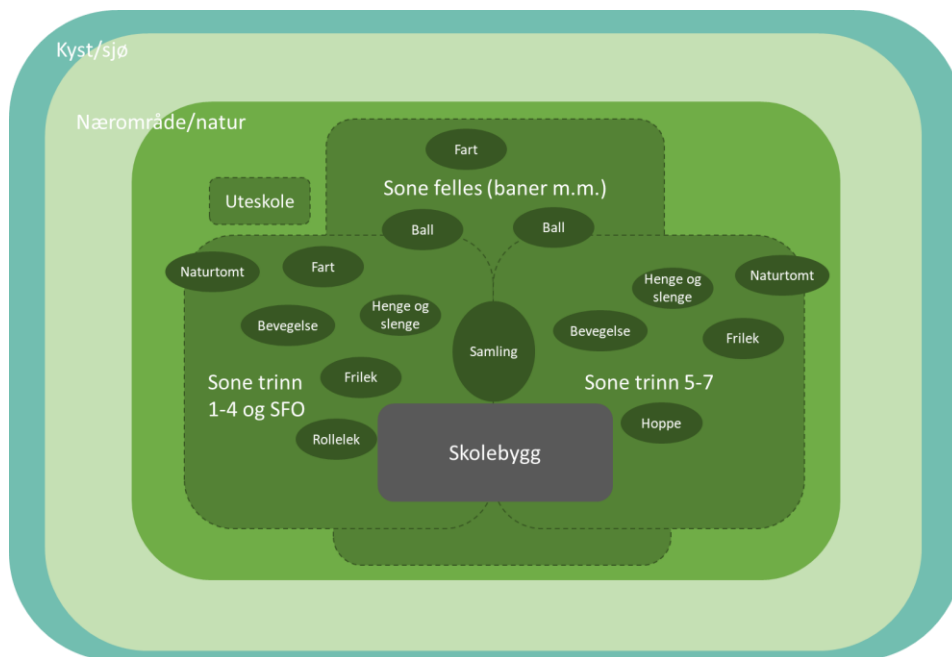 Kyst/sjø
Nærområde/natur
Fart
Sone felles (baner m.m.)
Uteskole
Ball
Ball
Naturtomt
Fart
Henge og
slenge
Bevegelse
Frilek
Sone trinn
1-4 og SFO
Rollelek
Samling
Henge og
slenge
Naturtomt
Bevegelse
Frilek
Sone trinn 5-7
Hoppe
Skolebygg